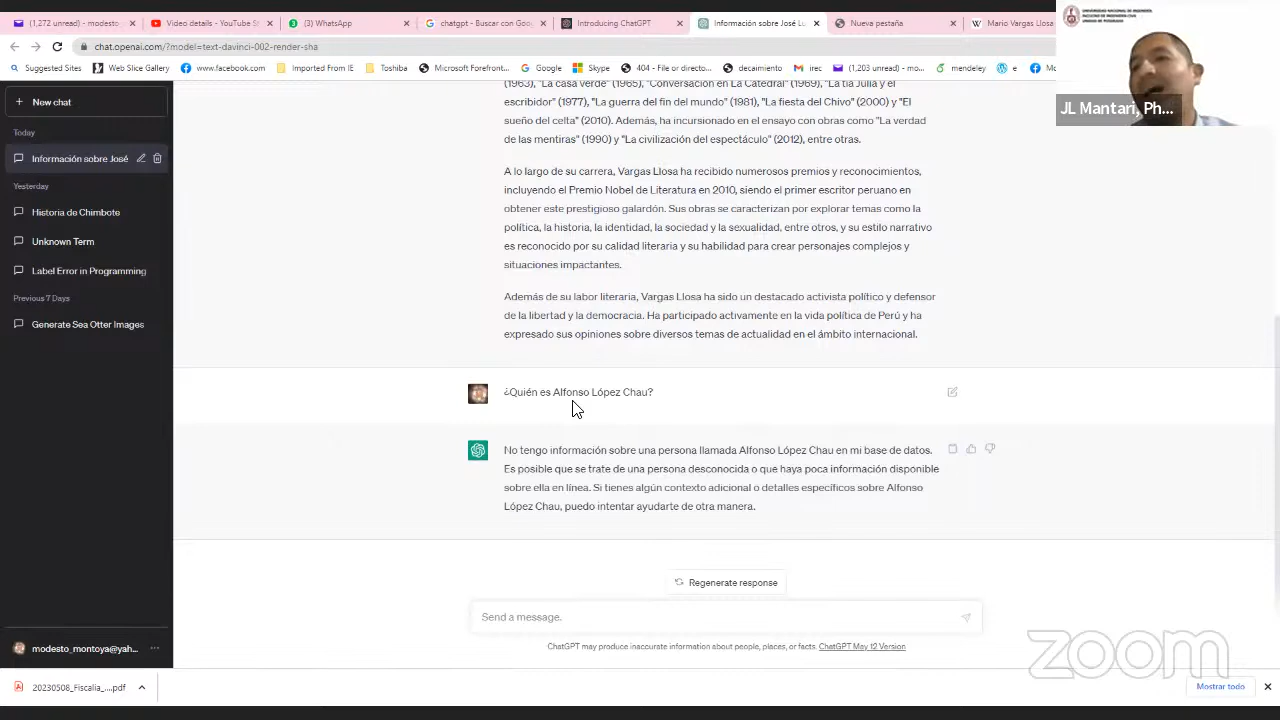 (1,272 unread) - modesto
Video details - YouTube St
(3) WhatsApp
chatgpt - Buscar con Goog
Introducing ChatGPT
Información sobre José Lu
Nueva pestaña
Mario Vargas Llosa
chat.openai.com/?model=text-davinci-002-render-sha
Suggested Sites
Web Slice Gallery
www.facebook.com
Imported From IE
Toshiba
Microsoft Forefront...
Google
Skype
404 - File or directo...
decaimiento
irec
(1,203 unread) - mo...
mendeley
e
Mo
UNIVERSIDAD NACIONAL DE INGENIERÍA
FACULTAD DE INGENIERÍA CIVIL
UNIDAD DE POSGRADO
JL Mantari, Ph...
New chat
Today
Información sobre José
Yesterday
Historia de Chimbote
Unknown Term
Label Error in Programming
Previous 7 Days
Generate Sea Otter Images
modesto_montoya@yah...
(1963), "La casa verde" (1965), "Conversación en La Catedral" (1969), "La tía Julia y el
escribidor" (1977), "La guerra del fin del mundo" (1981), "La fiesta del Chivo" (2000) y "El
sueño del celta" (2010). Además, ha incursionado en el ensayo con obras como "La verdad
de las mentiras" (1990) y "La civilización del espectáculo" (2012), entre otras.
A lo largo de su carrera, Vargas Llosa ha recibido numerosos premios y reconocimientos,
incluyendo el Premio Nobel de Literatura en 2010, siendo el primer escritor peruano en
obtener este prestigioso galardón. Sus obras se caracterizan por explorar temas como la
política, la historia, la identidad, la sociedad y la sexualidad, entre otros, y su estilo narrativo
es reconocido por su calidad literaria y su habilidad para crear personajes complejos y
situaciones impactantes.
Además de su labor literaria, Vargas Llosa ha sido un destacado activista político y defensor
de la libertad y la democracia. Ha participado activamente en la vida política de Perú y ha
expresado sus opiniones sobre diversos temas de actualidad en el ámbito internacional.
¿Quién es Alfonso López Chau?
No tengo información sobre una persona llamada Alfonso López Chau en mi base de datos.
Es posible que se trate de una persona desconocida o que haya poca información disponible
sobre ella en línea. Si tienes algún contexto adicional o detalles específicos sobre Alfonso
López Chau, puedo intentar ayudarte de otra manera.
Regenerate response
Send a message.
ChatGPT may produce inaccurate information about people, places, or facts. ChatGPT May 12 Version
zoom
20230508_Fiscalia_....pdf
Mostrar todo